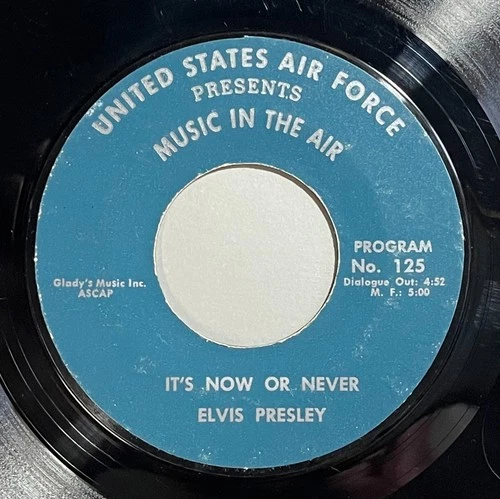 UNITED STATES AIR FORCE
PRESENTS
MUSIC IN THE AIR
PROGRAM
No. 125
Dialogue Out: 4:52
M. F.: 5:00
Glady's Music Inc.
ASCAP
IT'S NOW OR NEVER
ELVIS PRESLEY